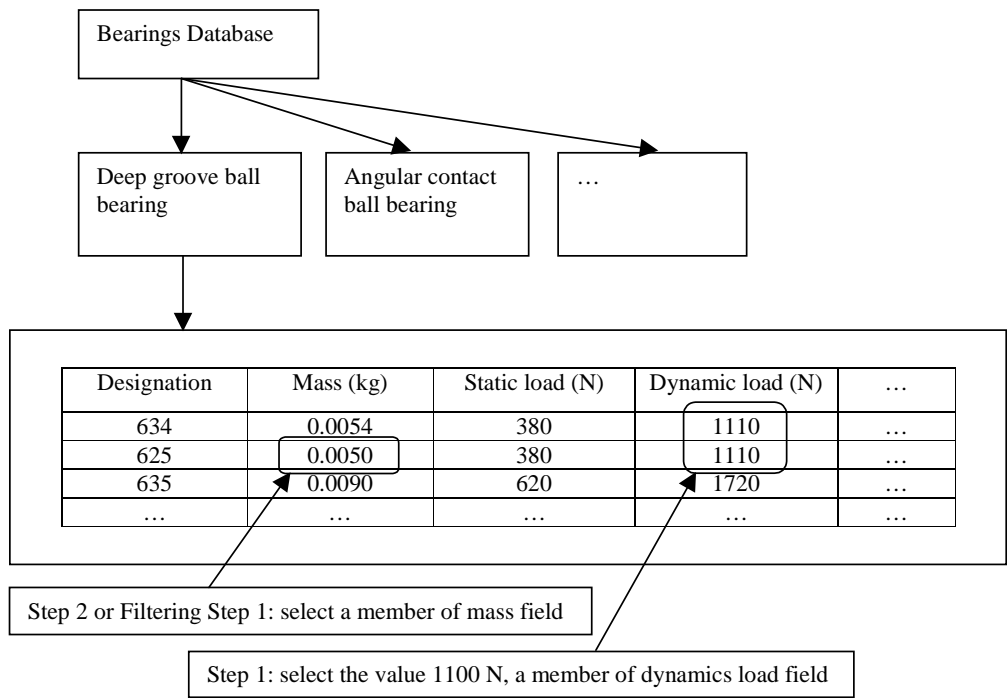 Bearings Database
Deep groove ball
bearing
Angular contact
ball bearing
…
Designation Mass (kg) Static load (N) Dynamic load (N) …
634 0.0054 380 1110 …
625 0.0050 380 1110 …
635 0.0090 620 1720 …
… … … … …
Step 2 or Filtering Step 1: select a member of mass field
Step 1: select the value 1100 N, a member of dynamics load field